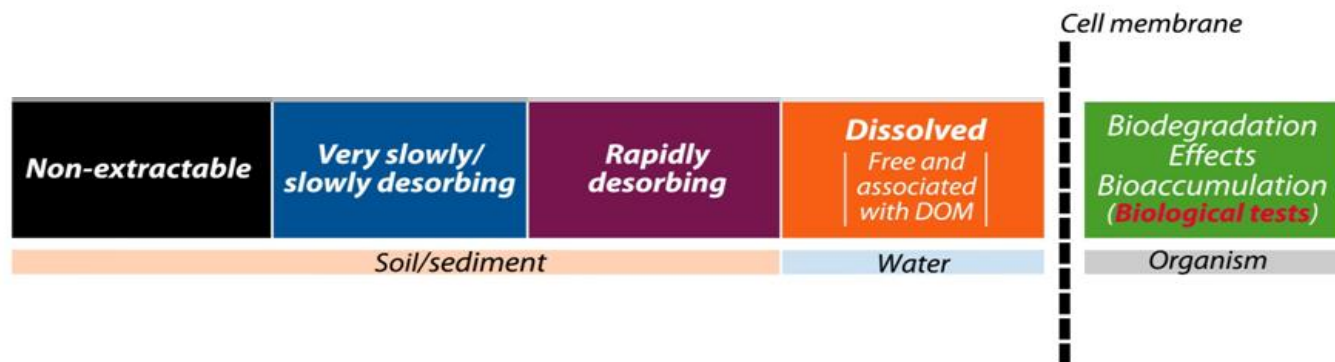 Cell membrane
Non-extractable
Very slowly/
slowly desorbing
Rapidly
desorbing
Dissolved
Free and
associated
with DOM
Biodegradation
Effects
Bioaccumulation
(Biological tests)
Soil/sediment
Water
Organism